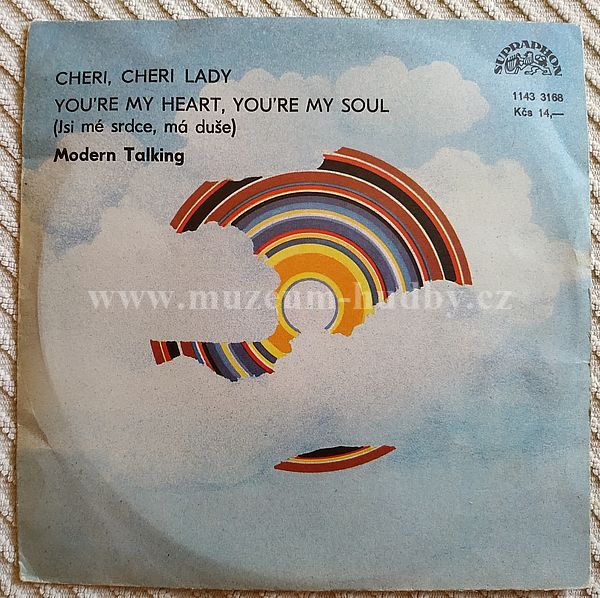 CHERI, CHERI LADY
YOU'RE MY HEART, YOU'RE MY SOUL
(Jsi mé srdce, má duše)
Modern Talking
SUPRAPHON
1143 3168
Kčs 14,—
www.muzeum-hudby.cz